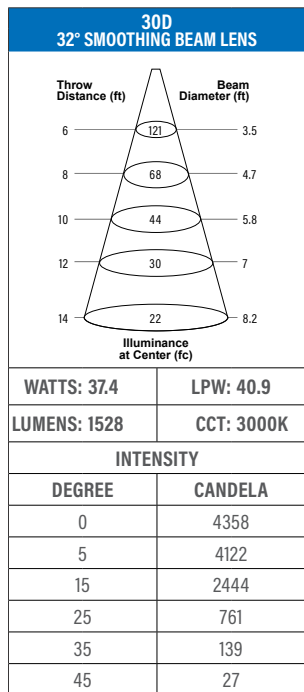 30D
32° SMOOTHING BEAM LENS
Throw
Distance (ft)
Beam
Diameter (ft)
6 121 3.5
8 68 4.7
10 44 5.8
12 30 7
14 22 8.2
Illuminance
at Center (fc)
WATTS: 37.4 LPW: 40.9
LUMENS: 1528 CCT: 3000K
INTENSITY
DEGREE CANDELA
0 4358
5 4122
15 2444
25 761
35 139
45 27